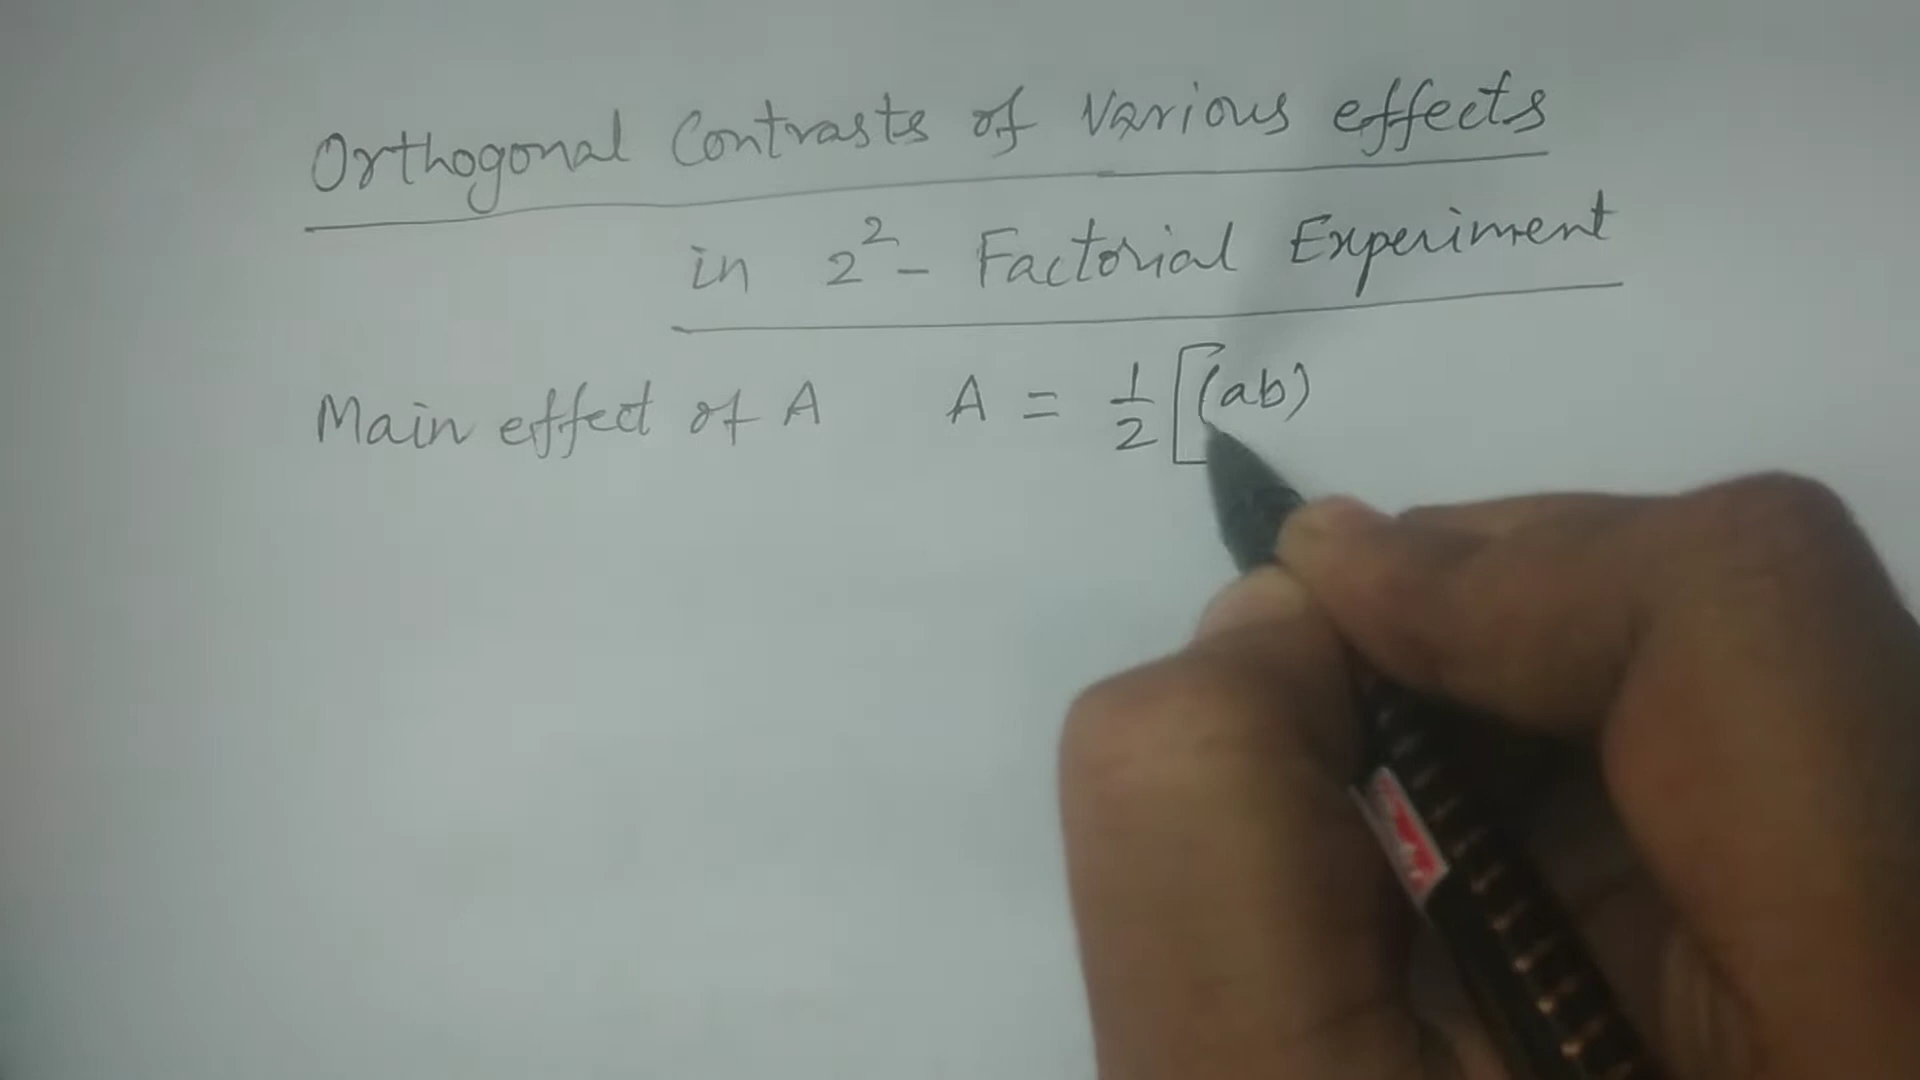 Orthogonal Contrasts of Various effects
in 2² - Factorial Experiment
Main effect of A A = 1/2 [(ab)